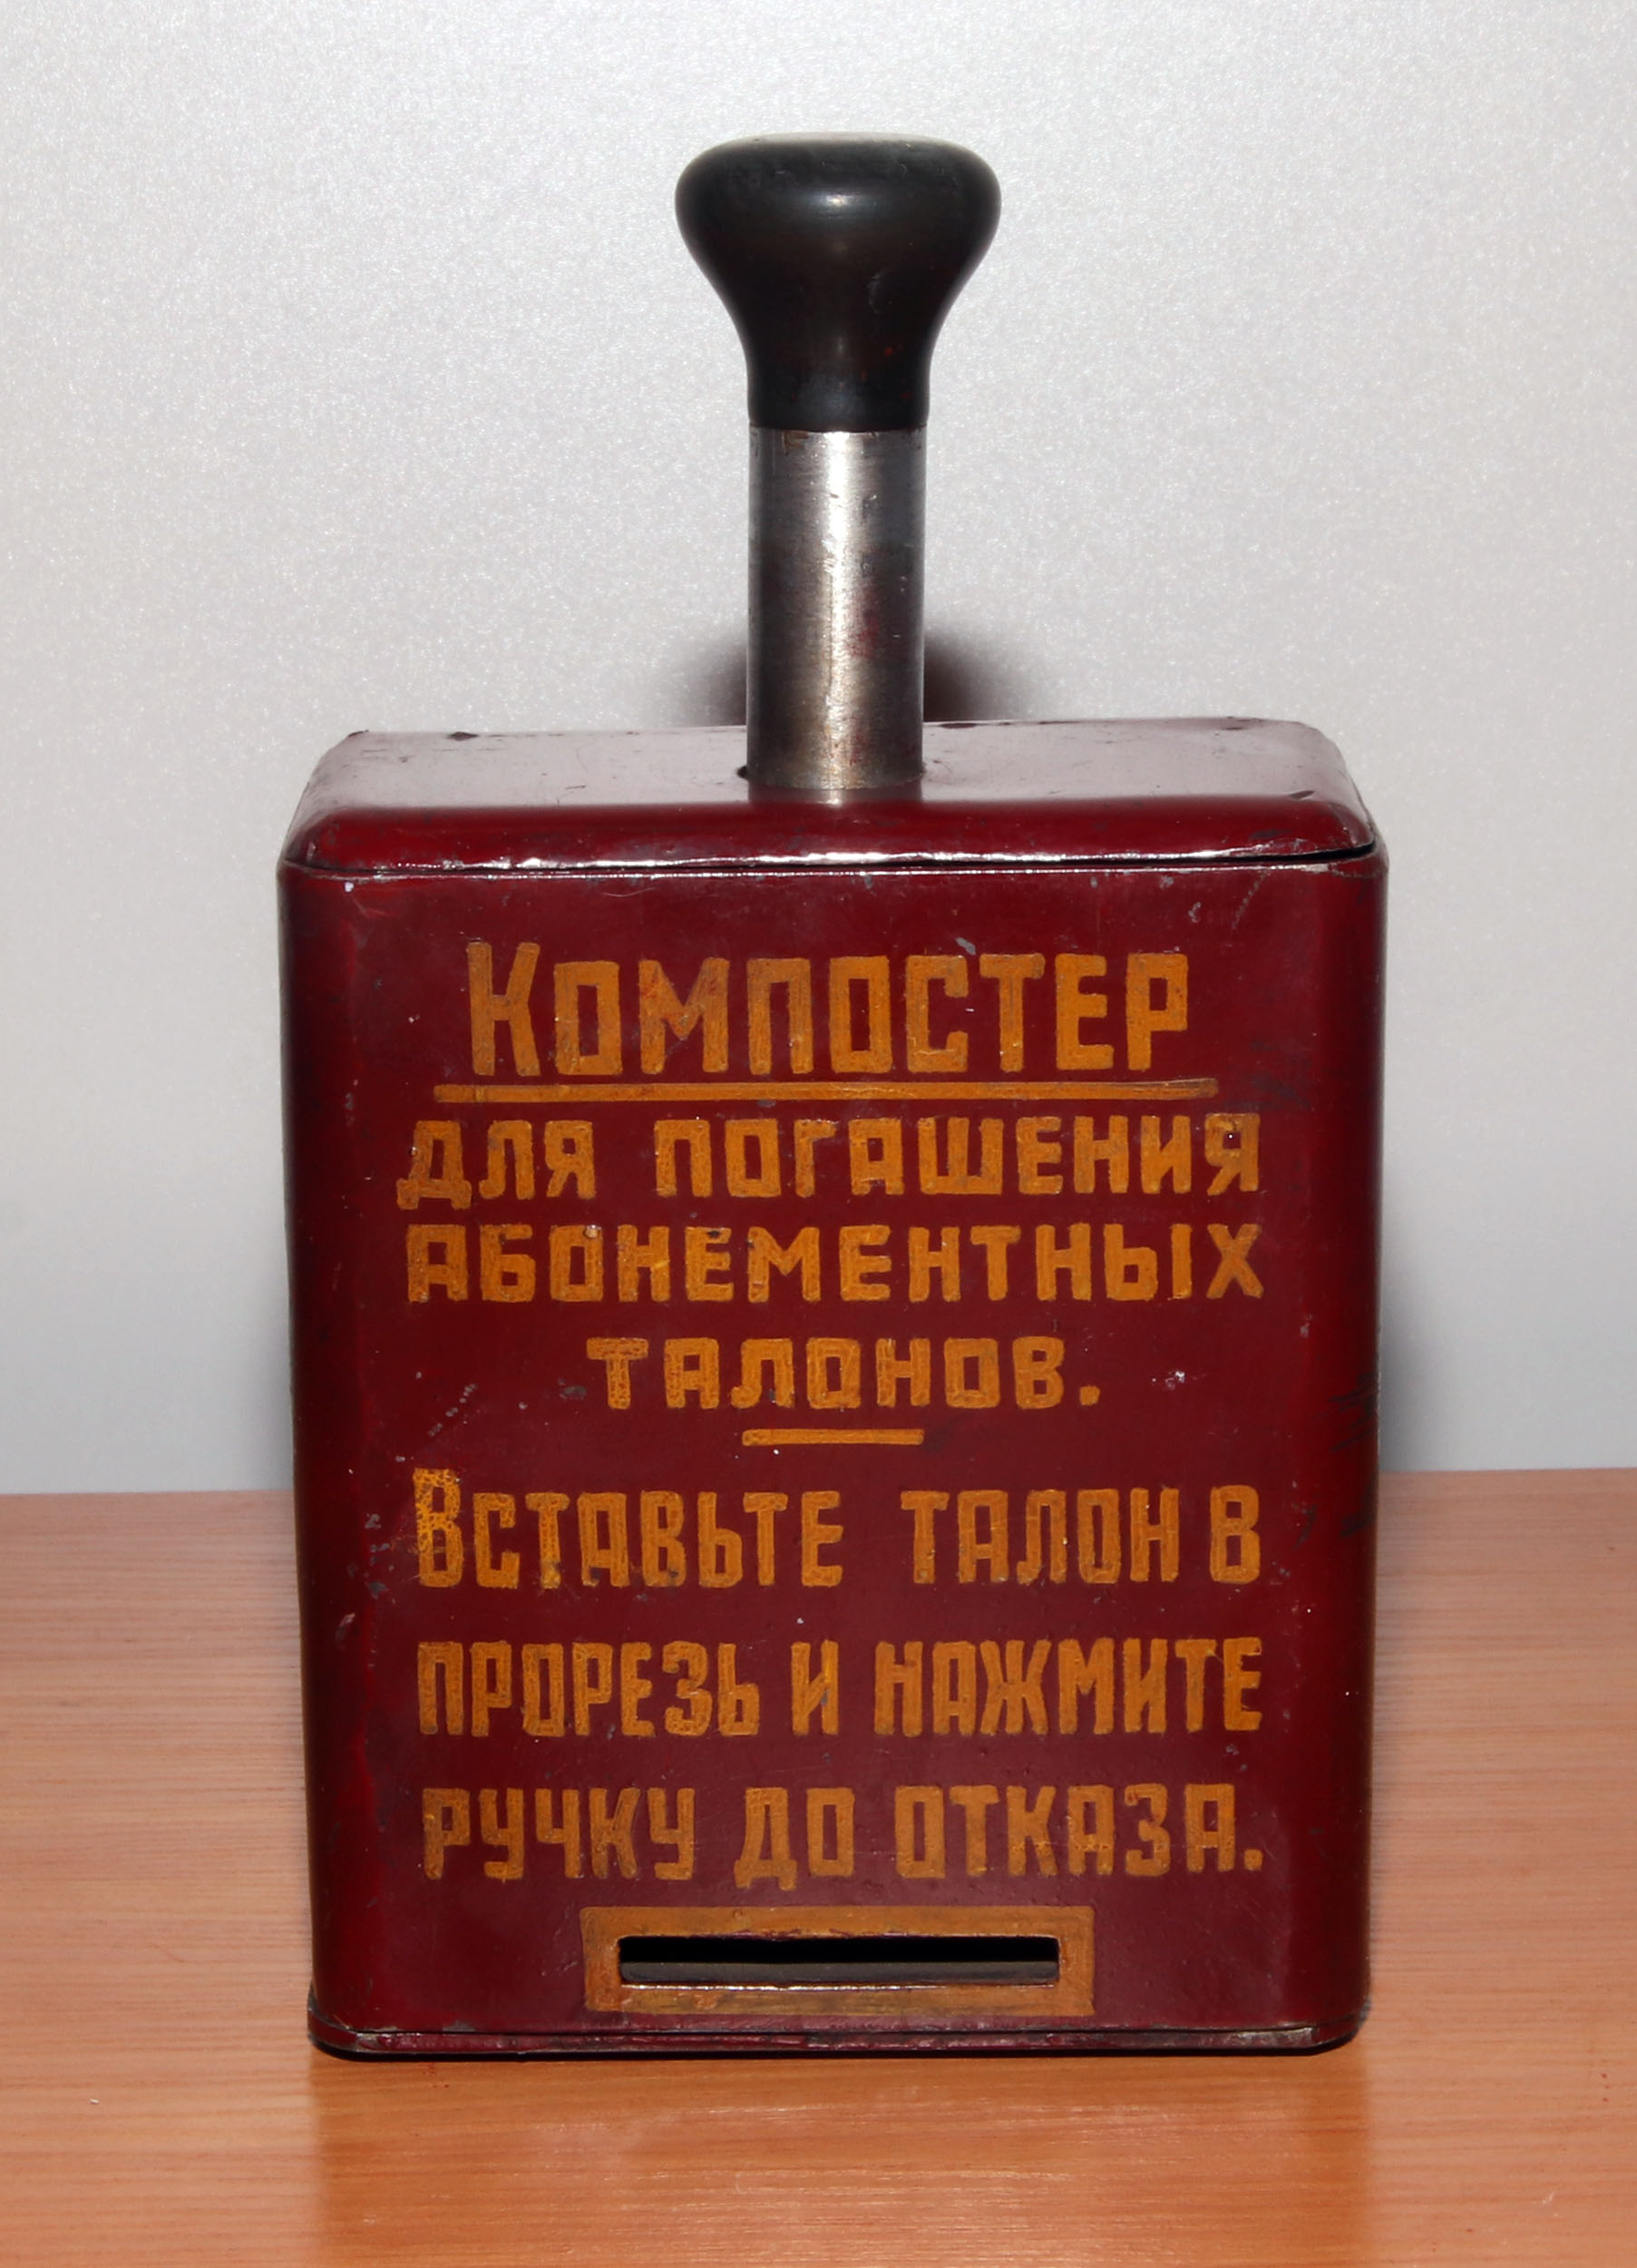 Компостер
для погашения
абонементных
талонов.
Вставьте талон в
прорезь и нажмите
ручку до отказа.